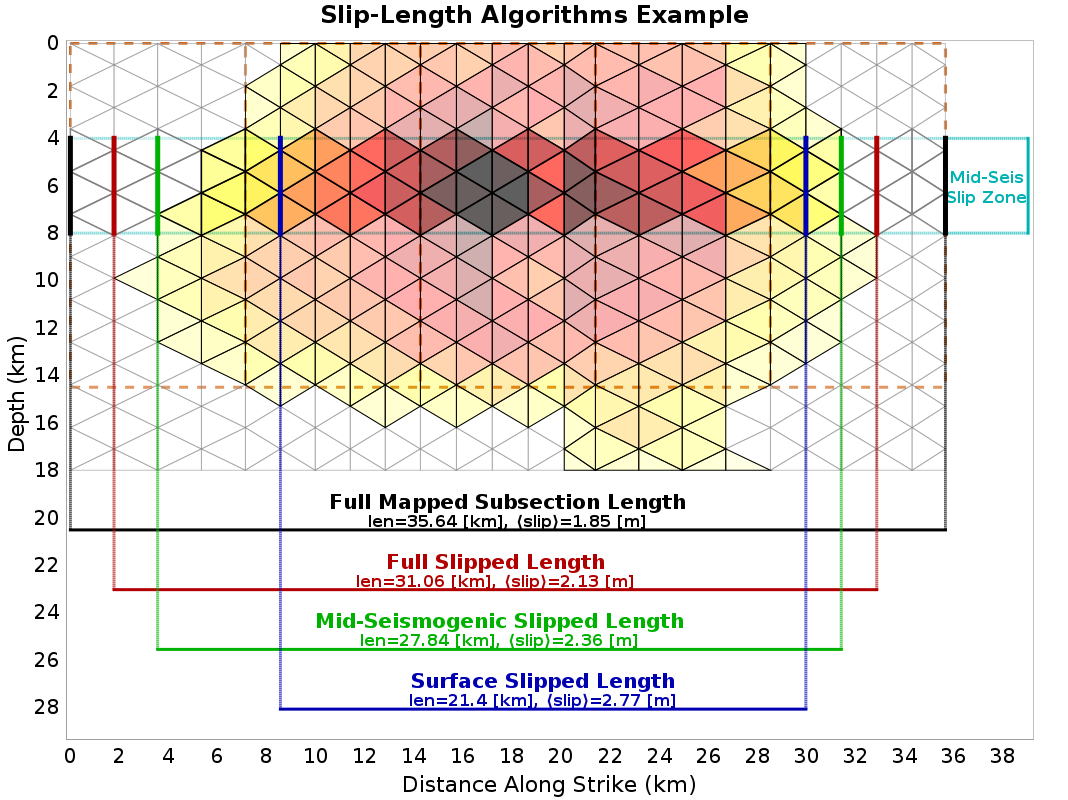 Slip-Length Algorithms Example
0
2
4
6
8
10
12
14
16
18
20
22
24
26
28
Depth (km)
Mid-Seis
Slip Zone
Full Mapped Subsection Length
len=35.64 [km], ⟨slip⟩=1.85 [m]
Full Slipped Length
len=31.06 [km], ⟨slip⟩=2.13 [m]
Mid-Seismogenic Slipped Length
len=27.84 [km], ⟨slip⟩=2.36 [m]
Surface Slipped Length
len=21.4 [km], ⟨slip⟩=2.77 [m]
0 2 4 6 8 10 12 14 16 18 20 22 24 26 28 30 32 34 36 38
Distance Along Strike (km)